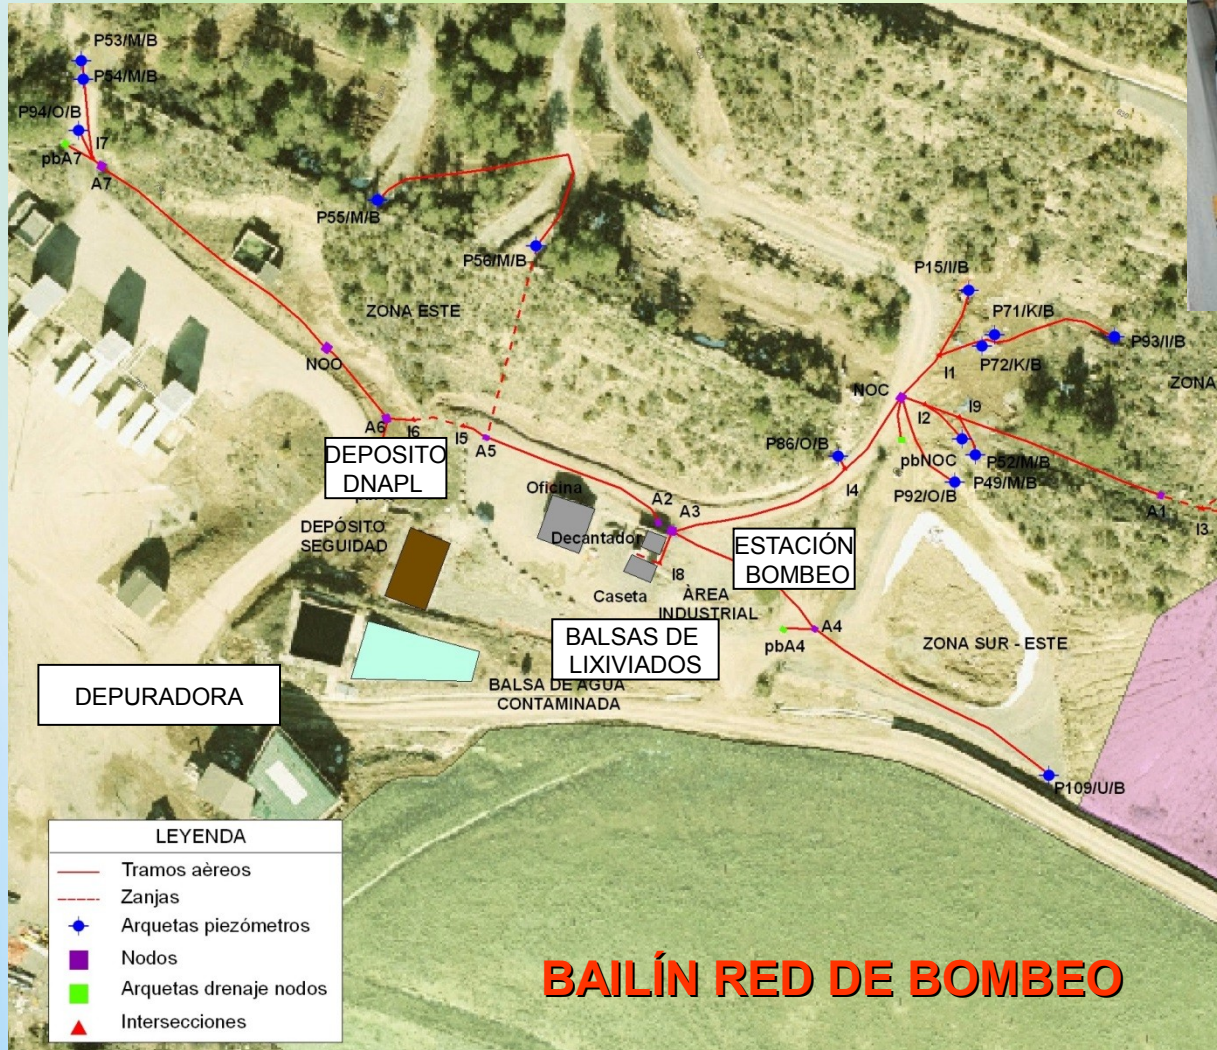 P53/M/B
P54/M/B
P94/O/B
I7
pbA7
A7
P55/M/B
P56/M/B
ZONA ESTE
NOO
P15/I/B
P71/K/B
P93/I/B
P72/K/B
I1
ZONA
NOC
I2
I9
A6
I6
I5
A5
P86/O/B
pbNOC
P52/M/B
P49/M/B
P92/O/B
I4
A1
I3
DEPOSITO
DNAPL
Oficina
A2
A3
DEPÓSITO
SEGUIDAD
Decantador
ESTACIÓN
BOMBEO
I8
Caseta
ÀREA
INDUSTRIAL
A4
pbA4
BALSAS DE
LIXIVIADOS
ZONA SUR - ESTE
DEPURADORA
BALSA DE AGUA
CONTAMINADA
P109/U/B
LEYENDA
Tramos aèreos
Zanjas
Arquetas piezómetros
Nodos
Arquetas drenaje nodos
Intersecciones
BAILÍN RED DE BOMBEO